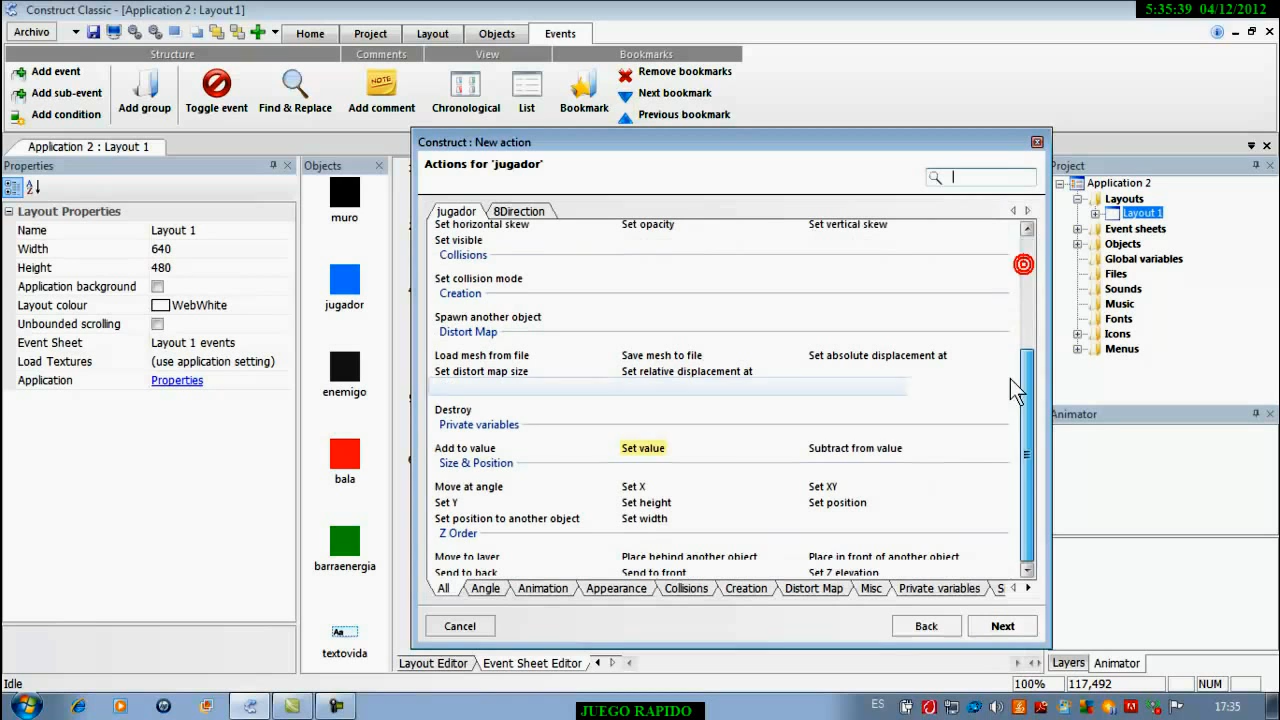 Construct Classic - [Application 2 : Layout 1]
5:35:39 04/12/2012
Archivo
Home
Project
Layout
Objects
Events
Structure
Comments
View
Bookmarks
Add event
Add sub-event
Add condition
Add group
Toggle event
Find & Replace
NOTE
Add comment
Chronological
List
Bookmark
Remove bookmarks
Next bookmark
Previous bookmark
Application 2 : Layout 1
Properties
Layout Properties
Name Layout 1
Width 640
Height 480
Application background
Layout colour WebWhite
Unbounded scrolling
Event Sheet Layout 1 events
Load Textures (use application setting)
Application Properties
Objects
muro
jugador
enemigo
bala
barraenergia
Aa
textovida
Construct : New action
Actions for 'jugador'
jugador
8Direction
Set horizontal skew Set opacity Set vertical skew
Set visible
Collisions
Set collision mode
Creation
Spawn another object
Distort Map
Load mesh from file Save mesh to file Set absolute displacement at
Set distort map size Set relative displacement at
Destroy
Private variables
Add to value Set value Subtract from value
Size & Position
Move at angle Set X Set XY
Set Y Set height Set position
Set position to another object Set width
Z Order
Move to layer Place behind another object Place in front of another object
Send to back Send to front Set Z elevation
All Angle Animation Appearance Collisions Creation Distort Map Misc Private variables S
Cancel
Back
Next
Project
Application 2
Layouts
Layout 1
Event sheets
Objects
Global variables
Files
Sounds
Music
Fonts
Icons
Menus
Animator
Layout Editor
Event Sheet Editor
Layers
Animator
Idle
100%
117,492
NUM
JUEGO RAPIDO
ES
17:35